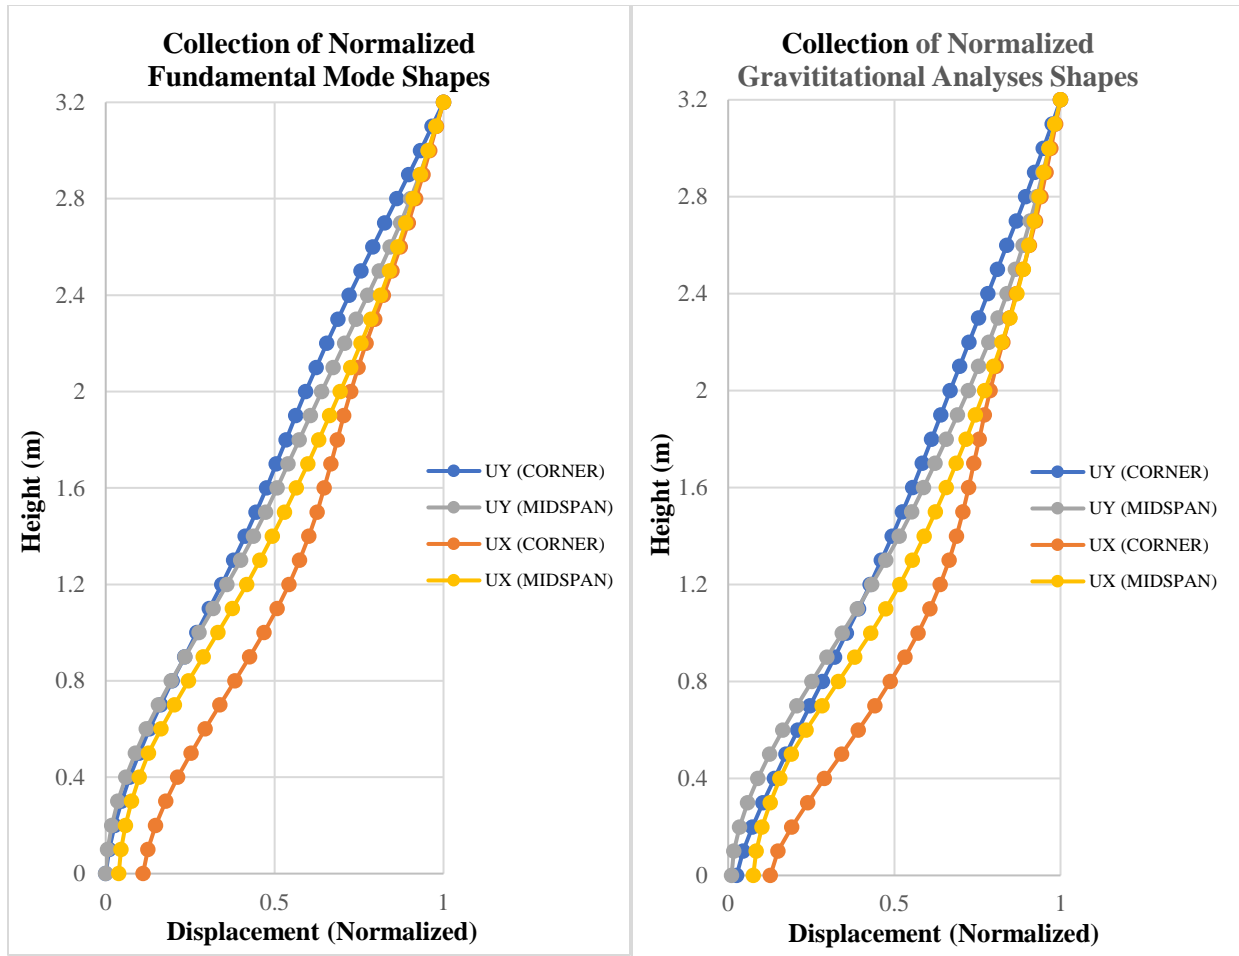 Collection of Normalized
Fundamental Mode Shapes
3.2
2.8
2.4
2
1.6
1.2
0.8
0.4
0
Height (m)
0 0.5 1
Displacement (Normalized)
UY (CORNER)
UY (MIDSPAN)
UX (CORNER)
UX (MIDSPAN)
Collection of Normalized
Gravititational Analyses Shapes
3.2
2.8
2.4
2
1.6
1.2
0.8
0.4
0
Height (m)
0 0.5 1
Displacement (Normalized)
UY (CORNER)
UY (MIDSPAN)
UX (CORNER)
UX (MIDSPAN)